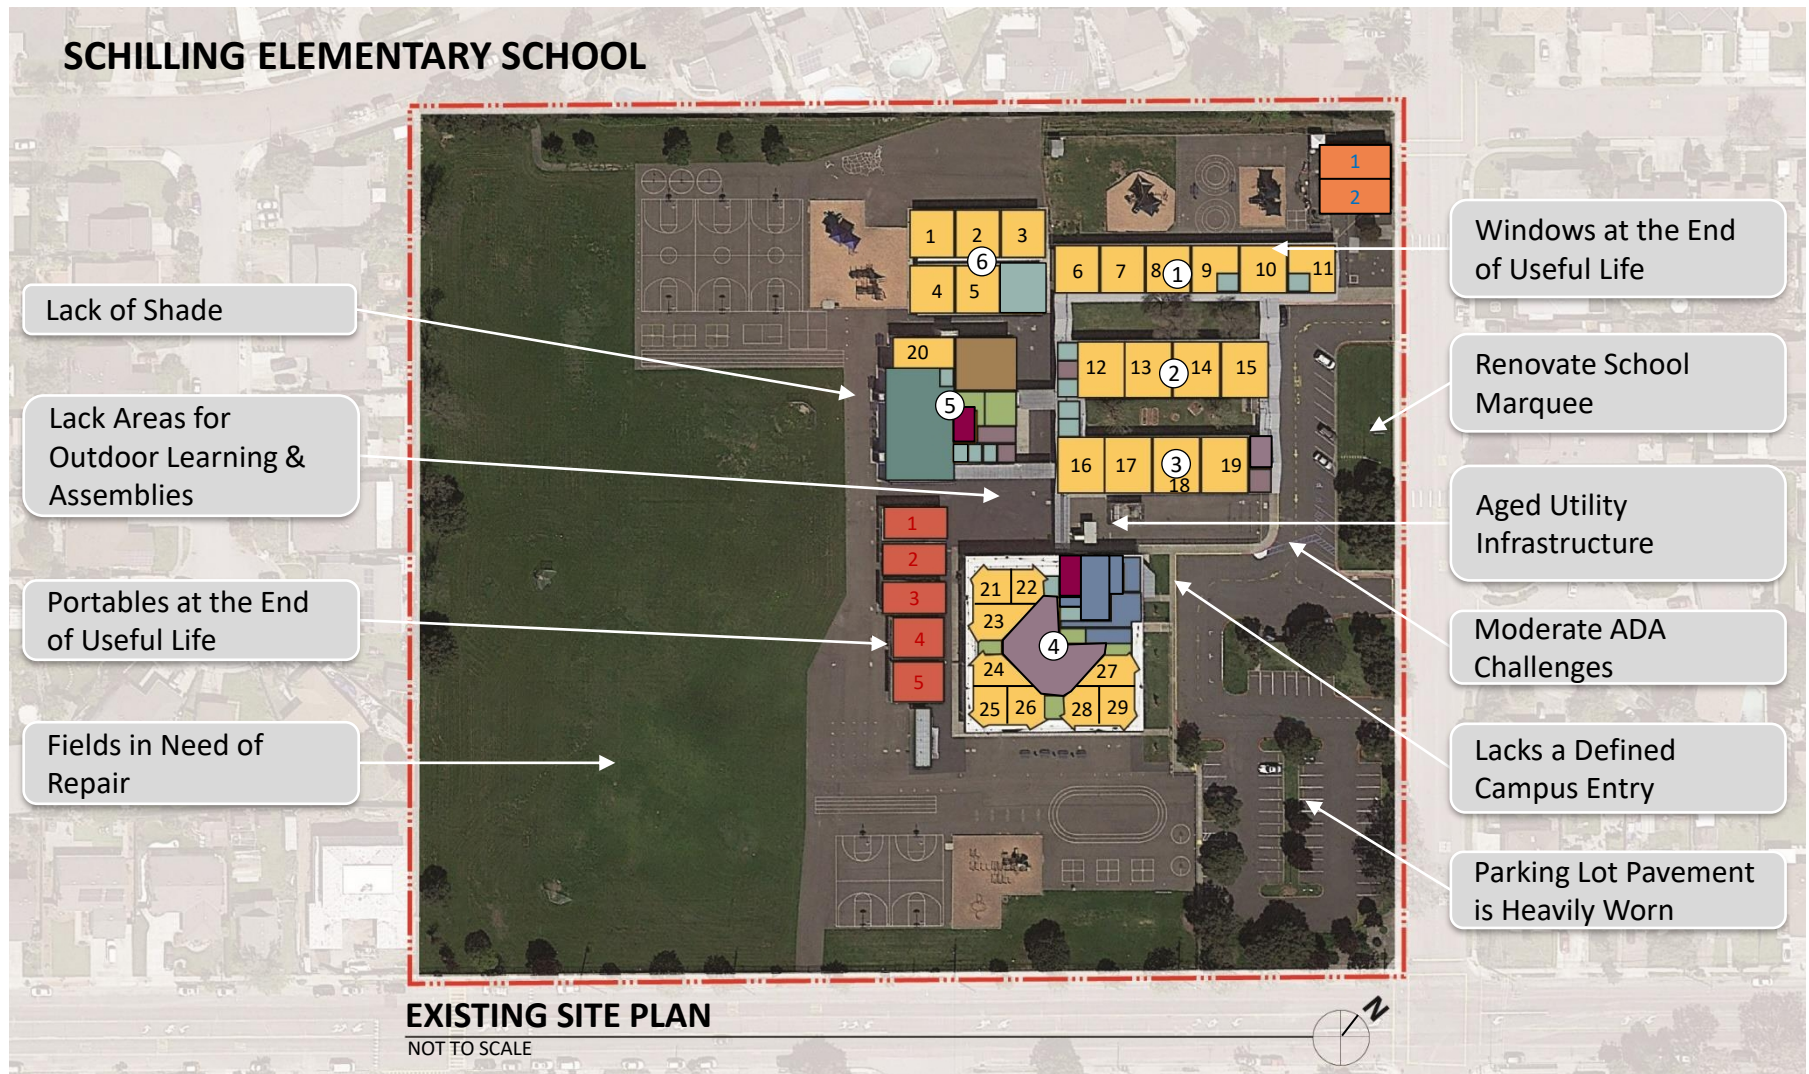 SCHILLING ELEMENTARY SCHOOL
Lack of Shade
Lack Areas for
Outdoor Learning &
Assemblies
Portables at the End
of Useful Life
Fields in Need of
Repair
1
2
1 2 3
6
4 5
6 7 8 1 9 10 11
20
5
12 13 2 14 15
16 17 3 19
18
1
2
3
4
5
21 22
23
4
24 27
25 26 28 29
Windows at the End
of Useful Life
Renovate School
Marquee
Aged Utility
Infrastructure
Moderate ADA
Challenges
Lacks a Defined
Campus Entry
Parking Lot Pavement
is Heavily Worn
EXISTING SITE PLAN
NOT TO SCALE
N